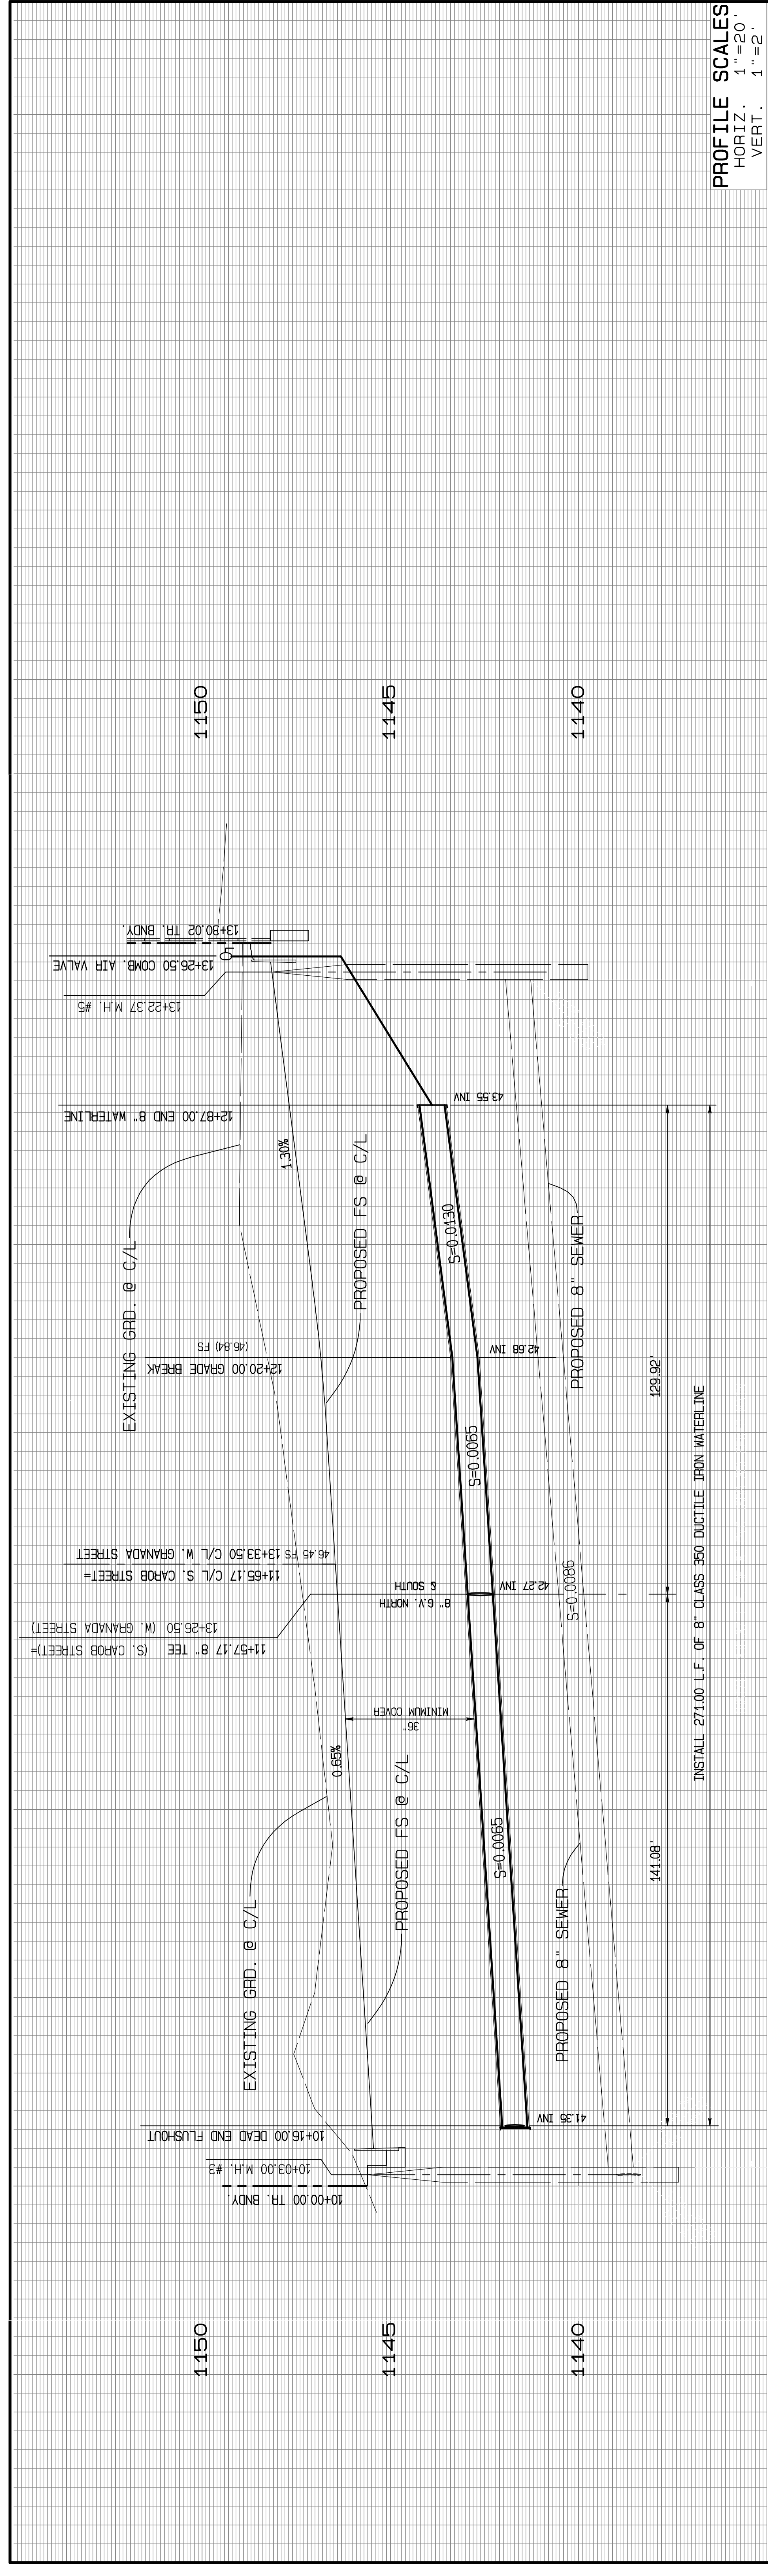 PROFILE SCALES
HORIZ. 1"=20'
VERT. 1"=2'
1150
1145
1140
1150
1145
1140
10+00.00 TR. BNDY.
10+03.00 M.H. #3
10+16.00 DEAD END FLUSHOUT
EXISTING GRD. @ C/L
PROPOSED FS @ C/L
0.65%
36"
MINIMUM COVER
11+57.17 8" TEE (S. CAROB STREET)=
13+26.50 (W. GRANADA STREET)
8" G.V. NORTH
& SOUTH
11+65.17 C/L S. CAROB STREET=
46.45 FS 13+33.50 C/L W. GRANADA STREET
12+20.00 GRADE BREAK
(46.84) FS
EXISTING GRD. @ C/L
PROPOSED FS @ C/L
1.30%
12+87.00 END 8" WATERLINE
13+22.37 M.H. #5
13+26.50 COMB. AIR VALVE
13+30.02 TR. BNDY.
41.35 INV
S=0.0065
42.27 INV
S=0.0065
42.68 INV
S=0.0130
43.55 INV
PROPOSED 8" SEWER
S=0.0086
PROPOSED 8" SEWER
141.08'
129.92'
INSTALL 271.00 L.F. OF 8" CLASS 350 DUCTILE IRON WATERLINE